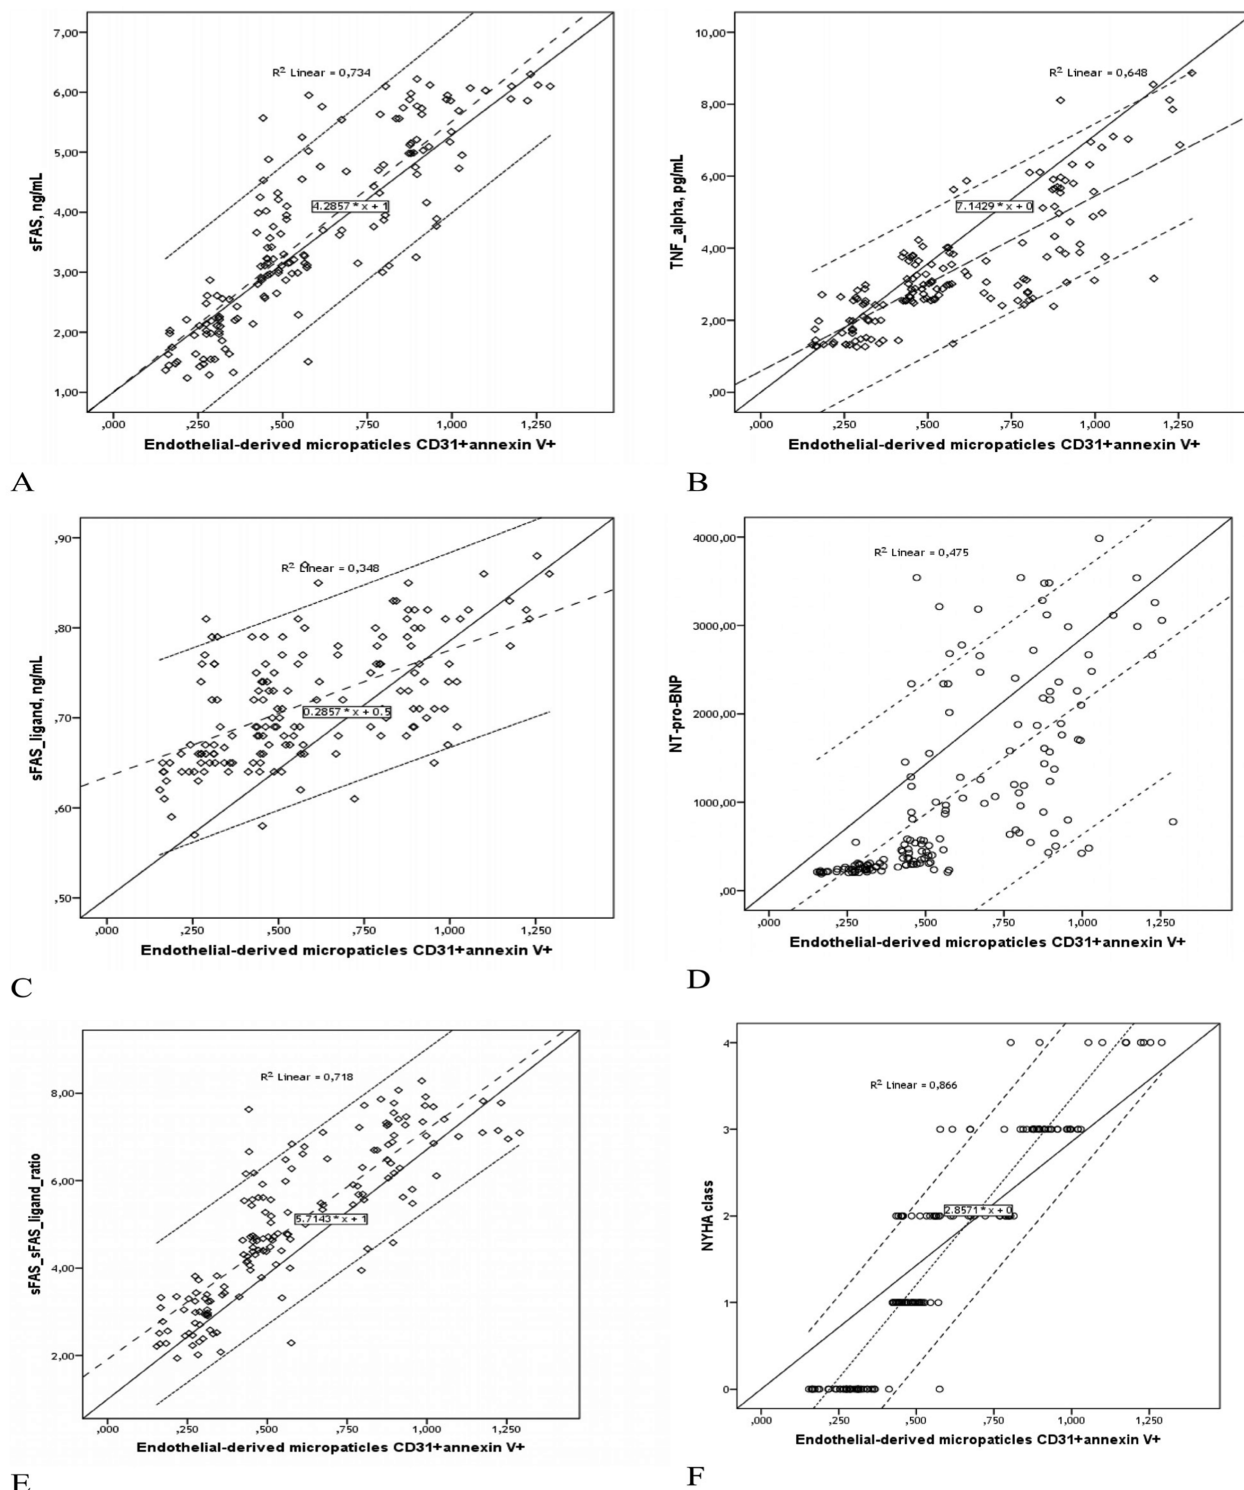 7,00
R² Linear = 0,734
6,00
5,00
4.2857*x+1
4,00
3,00
2,00
1,00
sFAS, ng/mL
,000 ,250 ,500 ,750 1,000 1,250
Endothelial-derived micropaticles CD31+annexin V+
A
10,00
R² Linear = 0,648
8,00
6,00
7.1429*x+0
4,00
2,00
,00
TNF_alpha, pg/mL
,000 ,250 ,500 ,750 1,000 1,250
Endothelial-derived micropaticles CD31+annexin V+
B
,90
R² Linear = 0,348
,80
0.2857*x+0.5
,70
,60
,50
sFAS_ligand, ng/mL
,000 ,250 ,500 ,750 1,000 1,250
Endothelial-derived micropaticles CD31+annexin V+
C
4000,00
R² Linear = 0,475
3000,00
2000,00
1000,00
,00
NT-pro-BNP
,000 ,250 ,500 ,750 1,000 1,250
Endothelial-derived micropaticles CD31+annexin V+
D
R² Linear = 0,718
8,00
6,00
5.7143*x+1
4,00
2,00
sFAS_sFAS_ligand_ratio
,000 ,250 ,500 ,750 1,000 1,250
Endothelial-derived micropaticles CD31+annexin V+
E
4
R² Linear = 0,866
3
2.8571*x+0
2
1
0
NYHA class
,000 ,250 ,500 ,750 1,000 1,250
Endothelial-derived micropaticles CD31+annexin V+
F